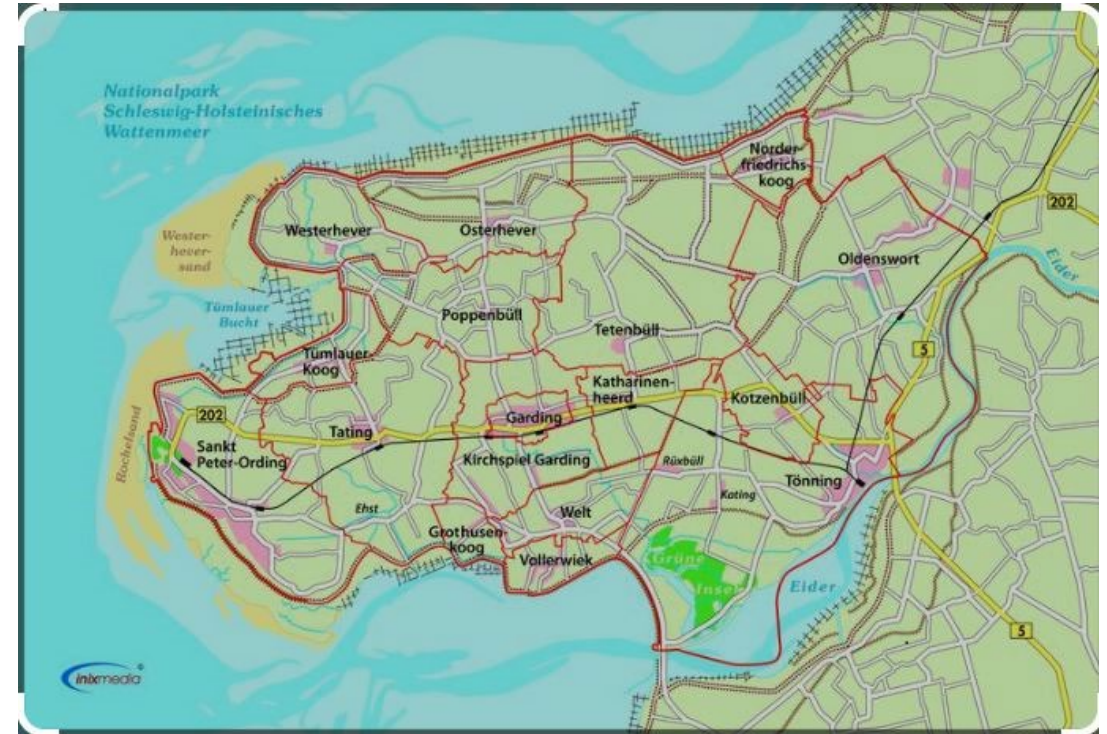 Nationalpark
Schleswig-Holsteinisches
Wattenmeer
Norder-
friedrichs-
koog
202
Wester-
hever-
sand
Westerhever
Osterhever
Oldenswort
Eider
Tümlauer
Bucht
Poppenbüll
Tetenbüll
5
Tümlauer-
Koog
Katharinen-
heerd
Kotzenbüll
Rochelsand
202
Garding
Tating
Sankt
Peter-Ording
Kirchspiel Garding
Rüxbüll
Tönning
Kating
Ehst
Welt
Grothusen-
koog
Vollerwiek
Grüne
Insel
Eider
5
inixmedia
©